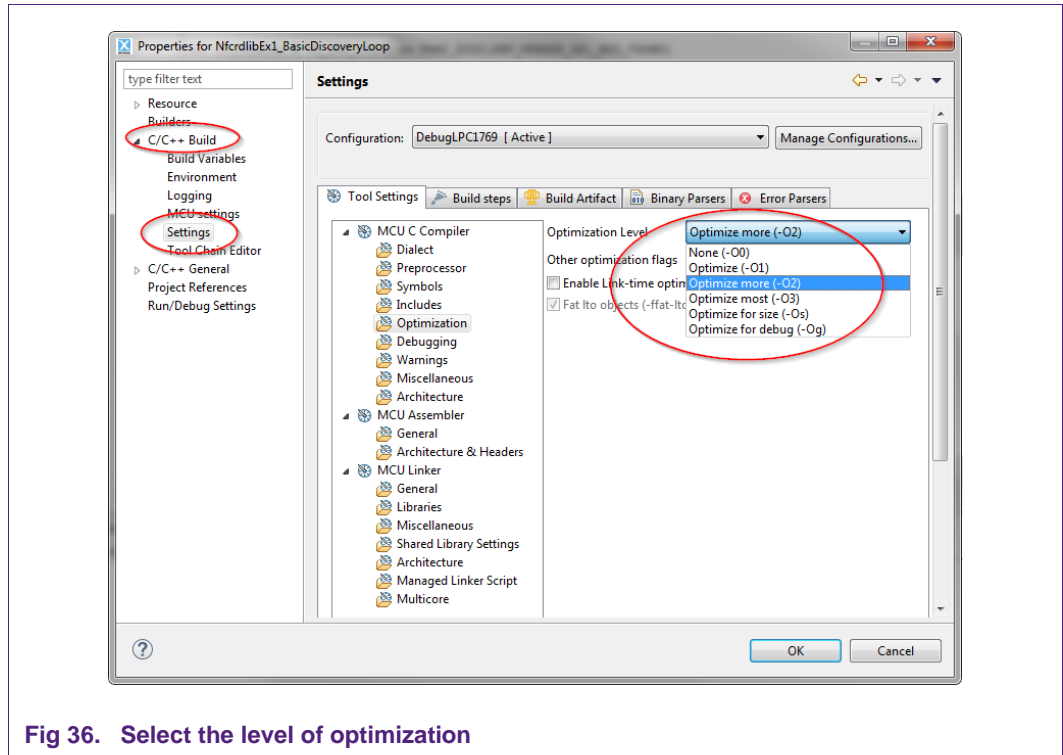 Properties for NfcrdlibEx1_BasicDiscoveryLoop
type filter text
Resource
Builders
C/C++ Build
Build Variables
Environment
Logging
MCU settings
Settings
Tool Chain Editor
C/C++ General
Project References
Run/Debug Settings
Settings
Configuration: DebugLPC1769 [ Active ] Manage Configurations...
Tool Settings Build steps Build Artifact Binary Parsers Error Parsers
MCU C Compiler
Dialect
Preprocessor
Symbols
Includes
Optimization
Debugging
Warnings
Miscellaneous
Architecture
MCU Assembler
General
Architecture & Headers
MCU Linker
General
Libraries
Miscellaneous
Shared Library Settings
Architecture
Managed Linker Script
Multicore
Optimization Level Optimize more (-O2)
Other optimization flags
Enable Link-time optin
Fat lto objects (-ffat-ltc
None (-O0)
Optimize (-O1)
Optimize more (-O2)
Optimize most (-O3)
Optimize for size (-Os)
Optimize for debug (-Og)
OK Cancel
Fig 36. Select the level of optimization